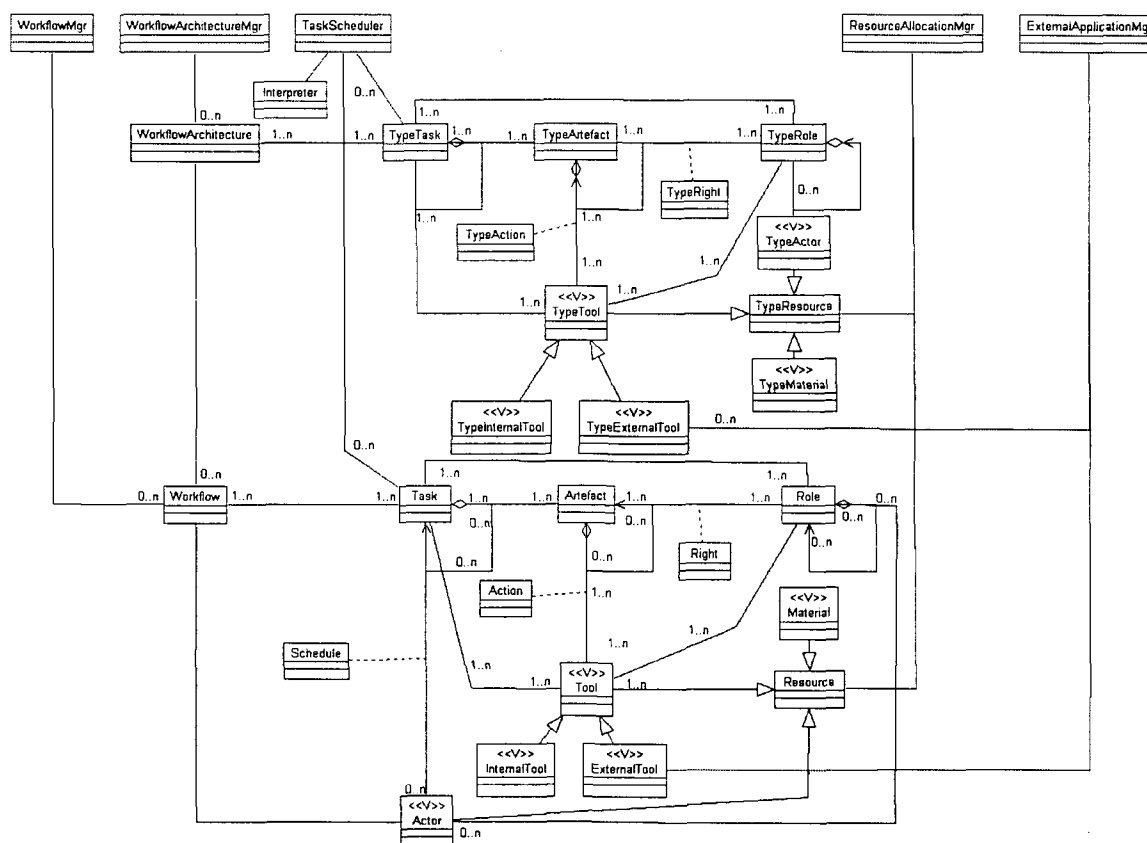 WorkflowMgr
WorkflowArchitectureMgr
TaskScheduler
ResourceAllocationMgr
ExternalApplicationMg
Interpreter
0..n
0..n
1..n
1..n
WorkflowArchitecture
1..n
1..n
TypeTask
1..n
1..n
TypeArtefact
1..n
1..n
TypeRole
TypeRight
0..n
1..n
1..n
TypeAction
<<V>>
TypeActor
1..n
1..n
1..n
1..n
<<V>>
TypeTool
TypeResource
<<V>>
TypeMaterial
<<V>>
TypeInternalTool
<<V>>
TypeExternalTool
0..n
0..n
1..n
1..n
0..n
0..n
Workflow
1..n
1..n
Task
1..n
1..n
Artefact
1..n
1..n
Role
0..n
0..n
0..n
0..n
Right
0..n
0..n
0..n
Action
1..n
<<V>>
Material
1..n
1..n
Schedule
1..n
1..n
<<V>>
Tool
1..n
Resource
<<V>>
InternalTool
<<V>>
ExternalTool
0..n
<<V>>
Actor
0..n